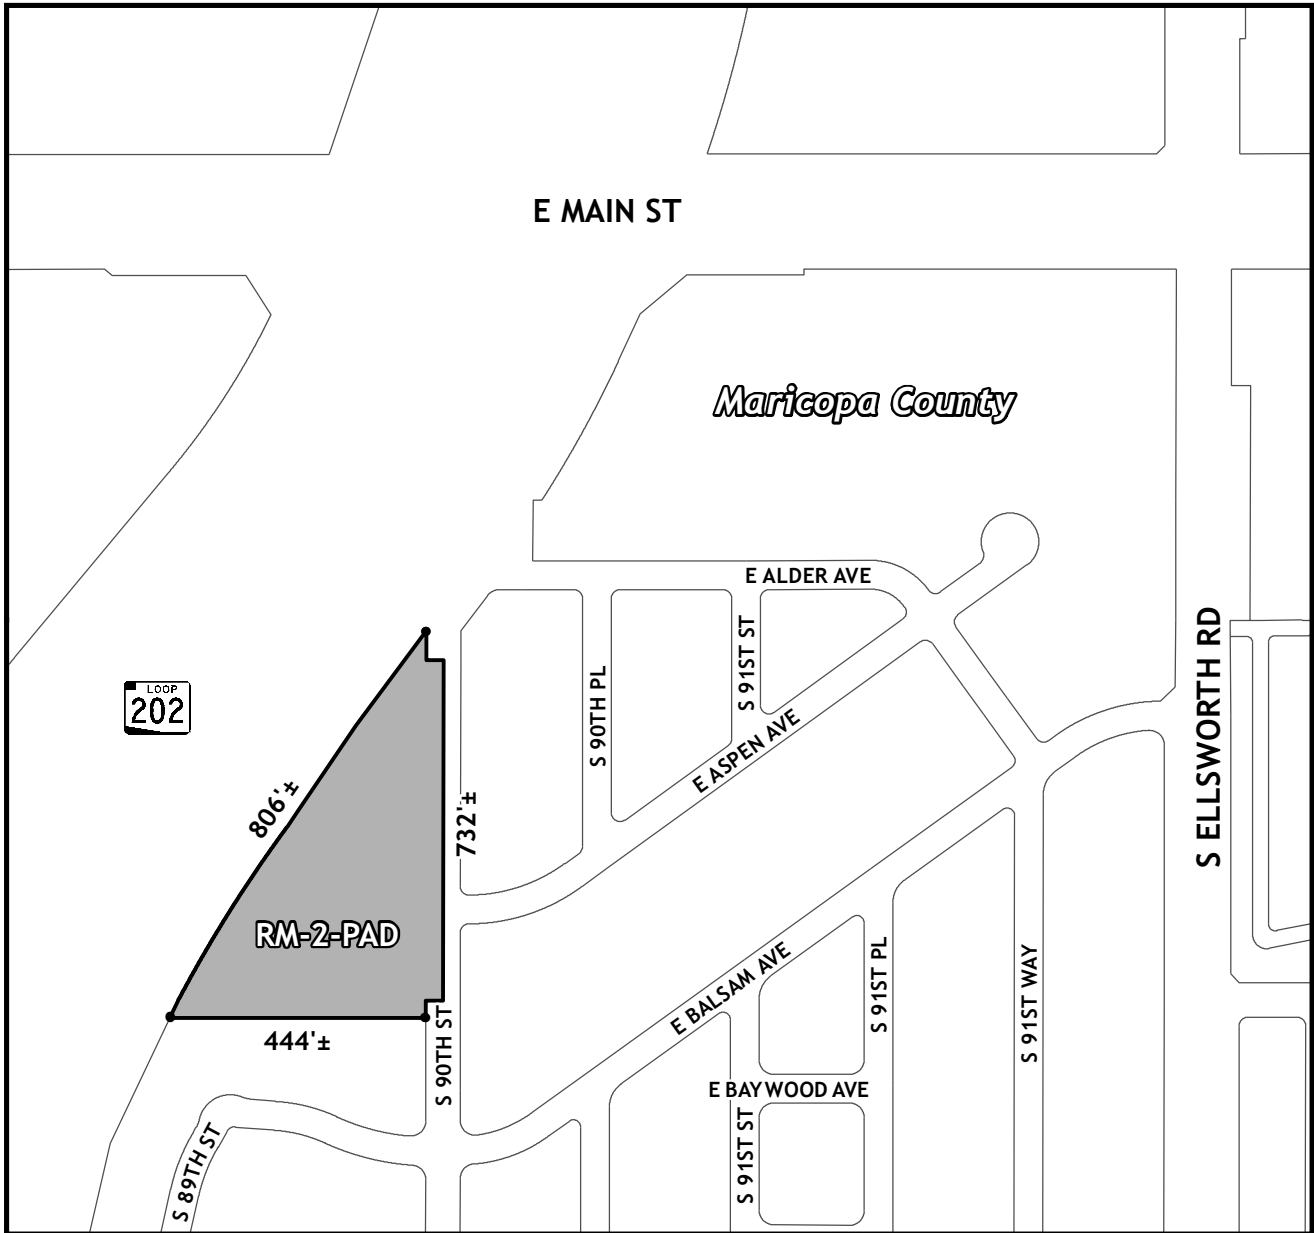 E MAIN ST
Maricopa County
E ALDER AVE
S 91ST ST
S ELLSWORTH RD
S 90TH PL
LOOP
202
E ASPEN AVE
806'±
732'±
RM-2-PAD
E BALSAM AVE
S 91ST PL
S 91ST WAY
444'±
S 90TH ST
E BAYWOOD AVE
S 89TH ST
S 91ST ST